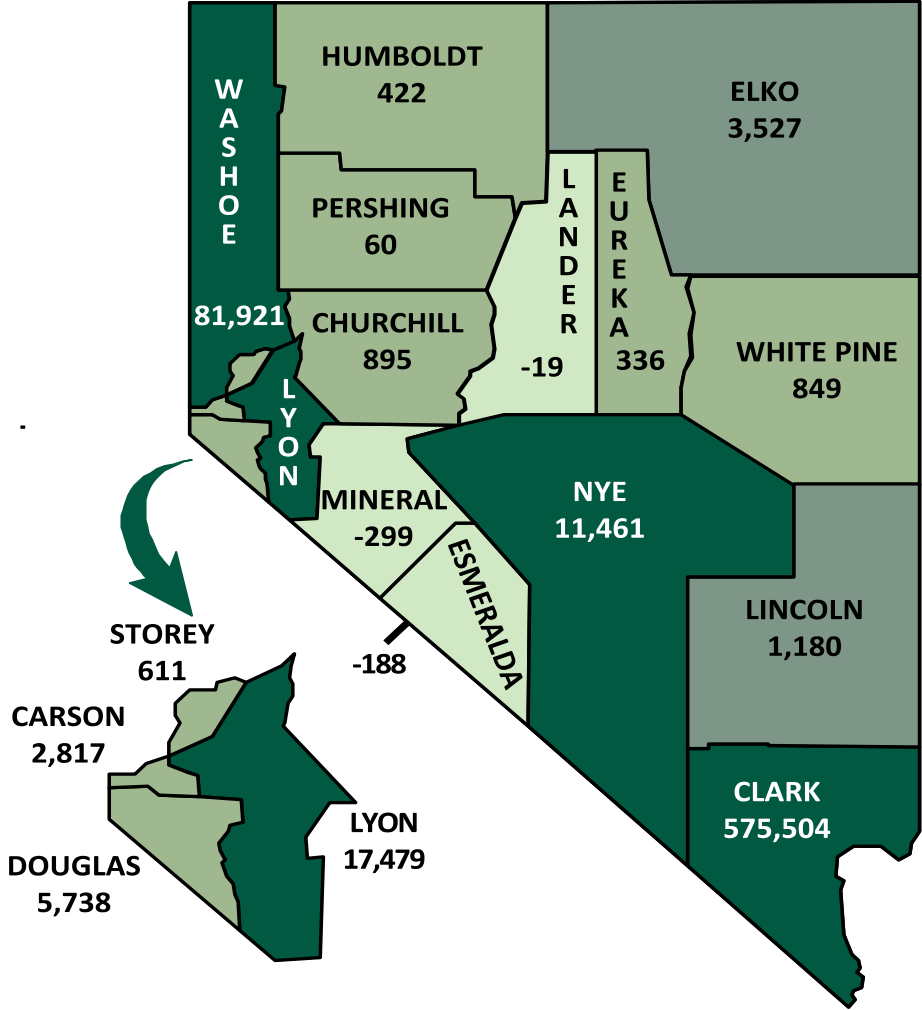 HUMBOLDT
422
WASHOE
81,921
ELKO
3,527
PERSHING
60
LANDER
-19
EUREKA
336
CHURCHILL
895
WHITE PINE
849
LYON
MINERAL
-299
NYE
11,461
ESMERALDA
-188
LINCOLN
1,180
CLARK
575,504
STOREY
611
CARSON
2,817
LYON
17,479
DOUGLAS
5,738